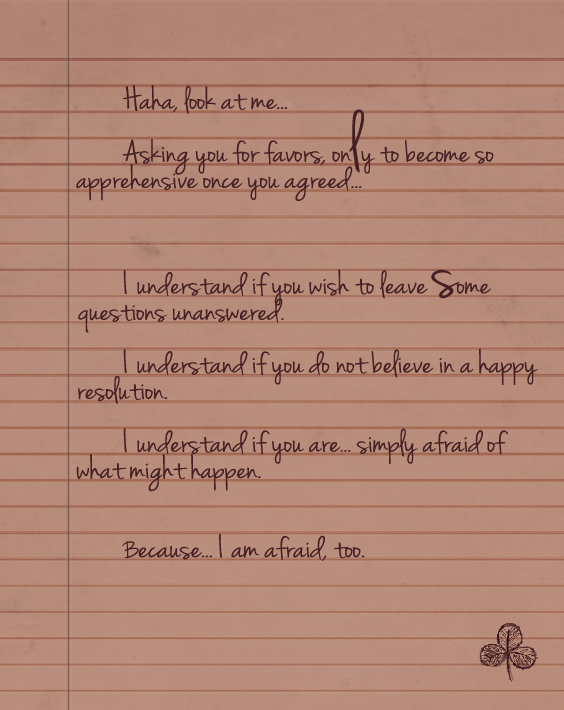 Haha, look at me...
Asking you for favors, only to become so
apprehensive once you agreed...
I understand if you wish to leave Some
questions unanswered.
I understand if you do not believe in a happy
resolution.
I understand if you are... simply afraid of
what might happen.
Because... I am afraid, too.